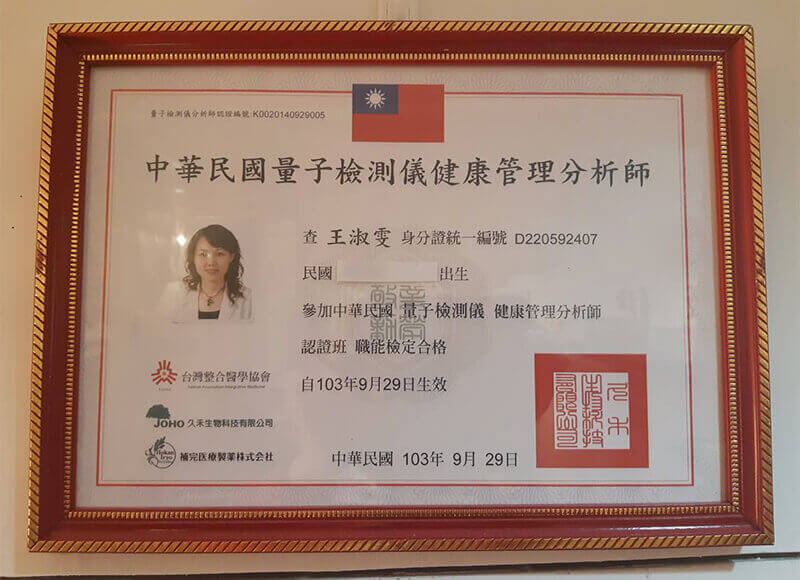 量子檢測儀分析師認證編號:K0020140929005
中華民國量子檢測儀健康管理分析師
查 王淑雯 身分證統一編號 D220592407
民國 出生
參加中華民國 量子檢測儀 健康管理分析師
認證班 職能檢定合格
自103年9月29日生效
台灣整合醫學協會
JOHO 久禾生物科技有限公司
補完医療製薬株式会社
中華民國 103年 9月 29日